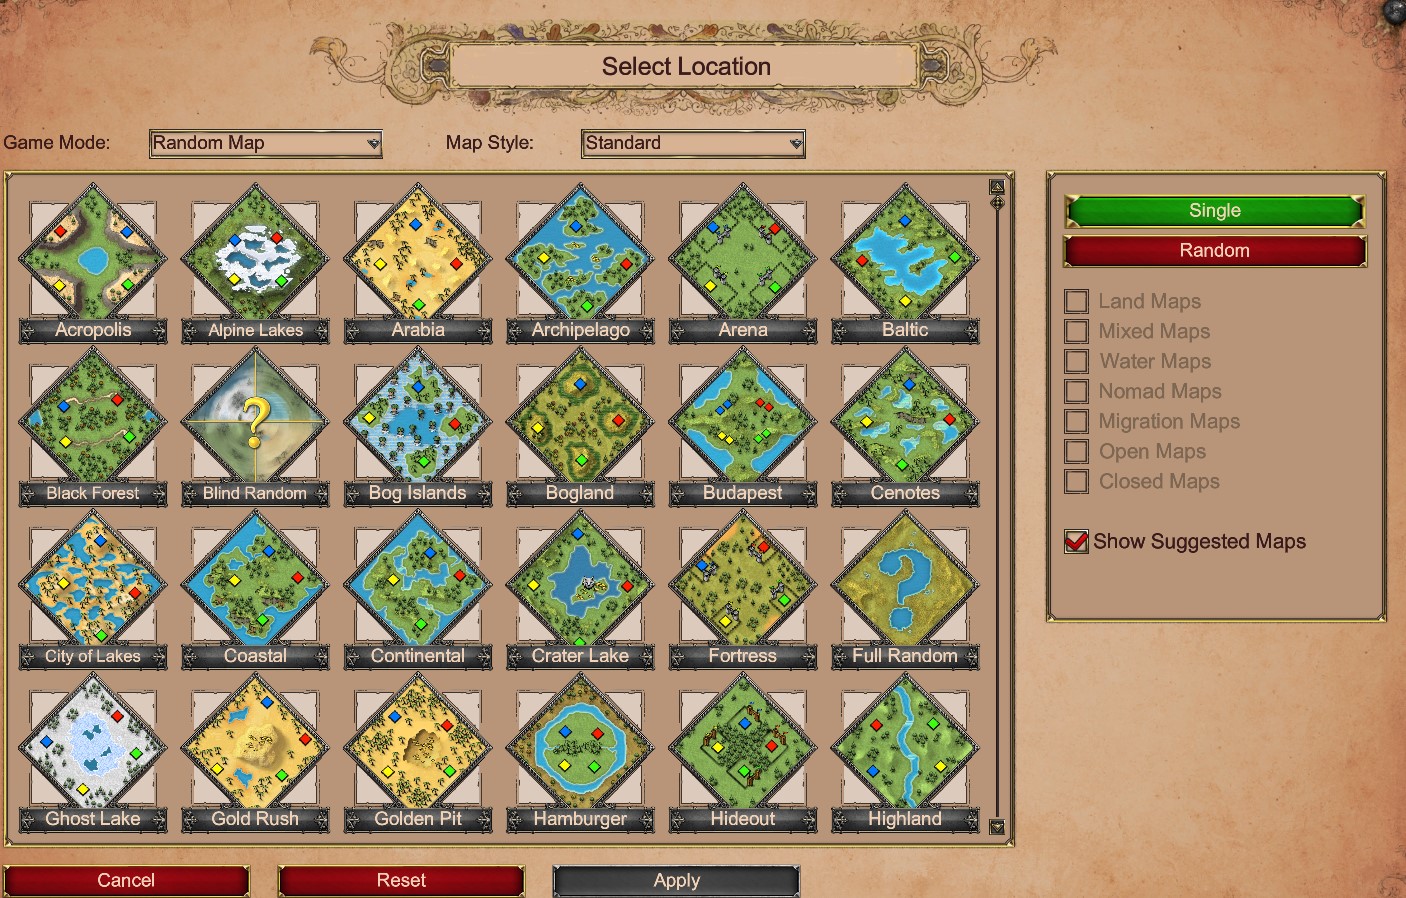 Select Location
Game Mode: Random Map Map Style: Standard
Single
Random
Land Maps
Mixed Maps
Water Maps
Nomad Maps
Migration Maps
Open Maps
Closed Maps
Show Suggested Maps
Acropolis Alpine Lakes Arabia Archipelago Arena Baltic
Black Forest Blind Random Bog Islands Bogland Budapest Cenotes
City of Lakes Coastal Continental Crater Lake Fortress Full Random
Ghost Lake Gold Rush Golden Pit Hamburger Hideout Highland
Cancel Reset Apply